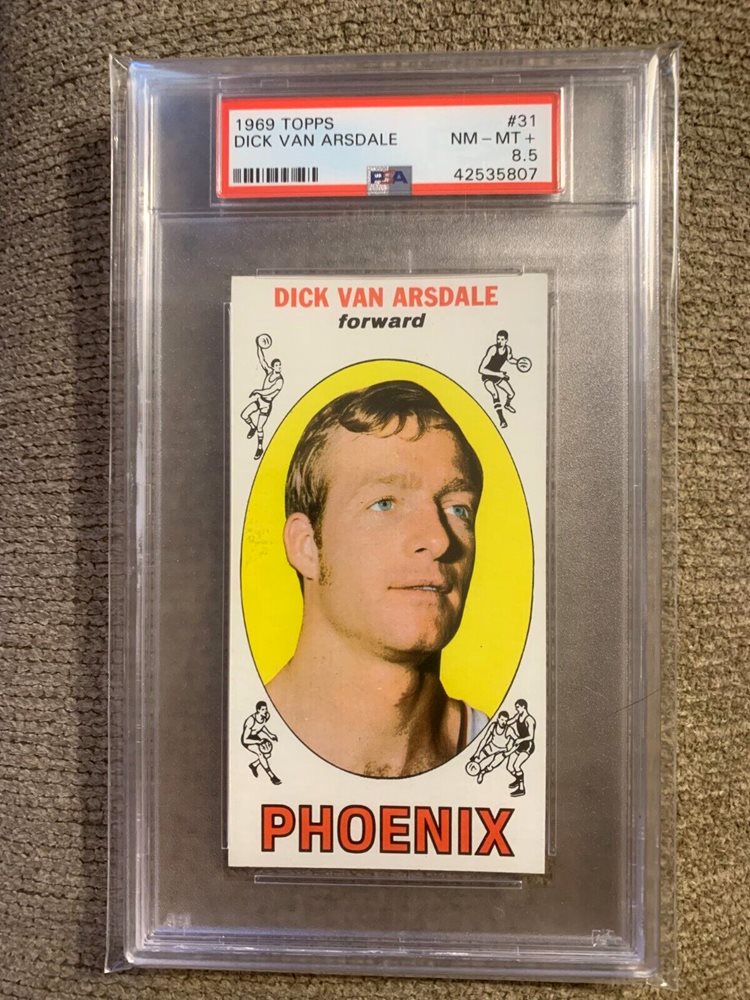 1969 TOPPS #31
DICK VAN ARSDALE NM - MT +
8.5
PSA 42535807
DICK VAN ARSDALE
forward
PHOENIX